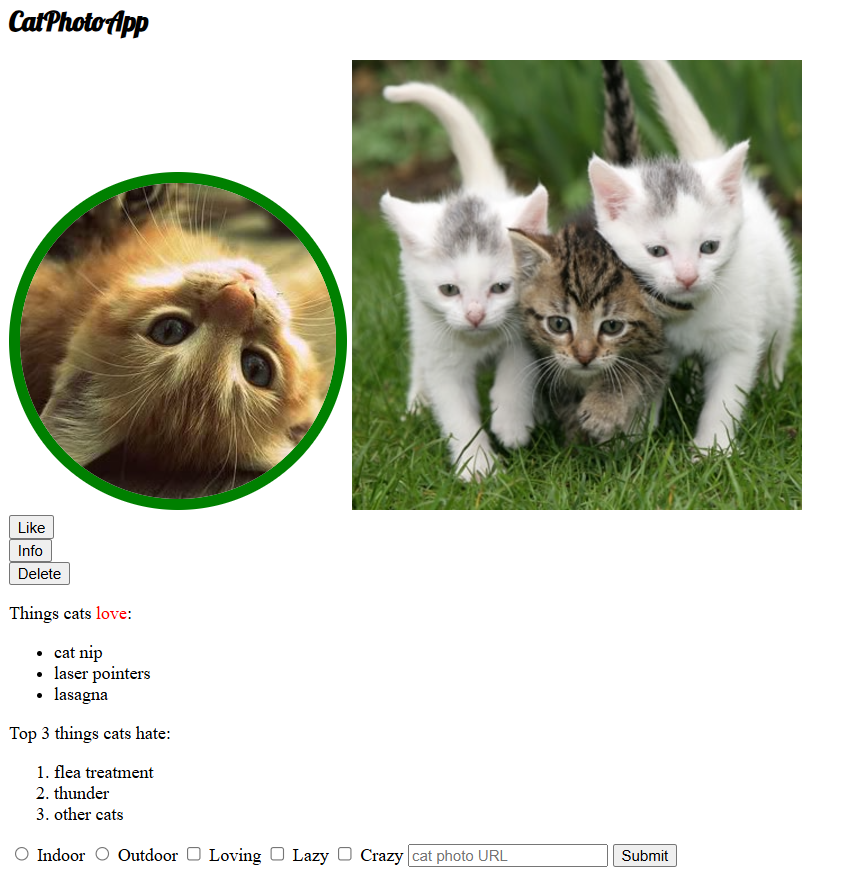 CatPhotoApp
Like
Info
Delete
Things cats love:
cat nip
laser pointers
lasagna
Top 3 things cats hate:
1. flea treatment
2. thunder
3. other cats
Indoor Outdoor Loving Lazy Crazy cat photo URL Submit